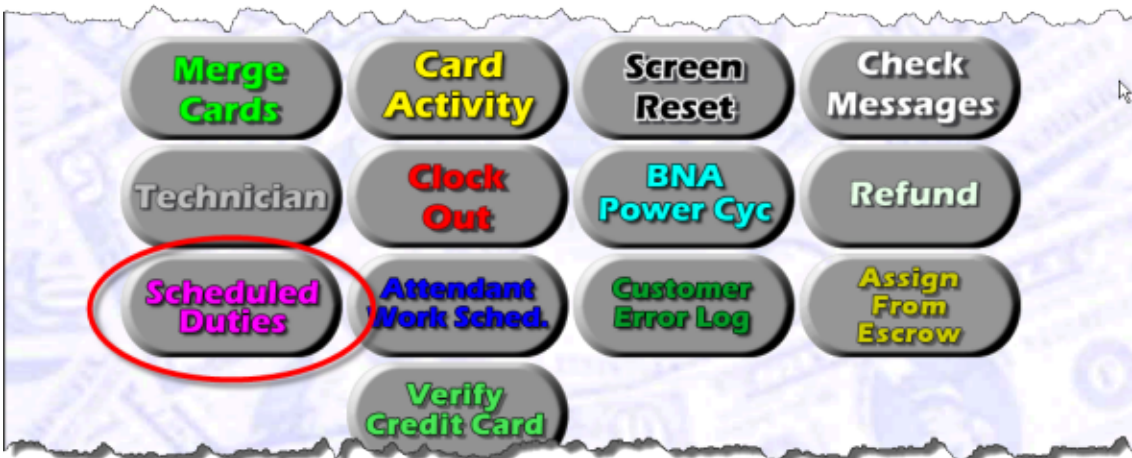 Merge
Cards
Card
Activity
Screen
Reset
Check
Messages
Technician
Clock
Out
BNA
Power Cyc
Refund
Scheduled
Duties
Attendant
Work Sched.
Customer
Error Log
Assign
From
Escrow
Verify
Credit Card